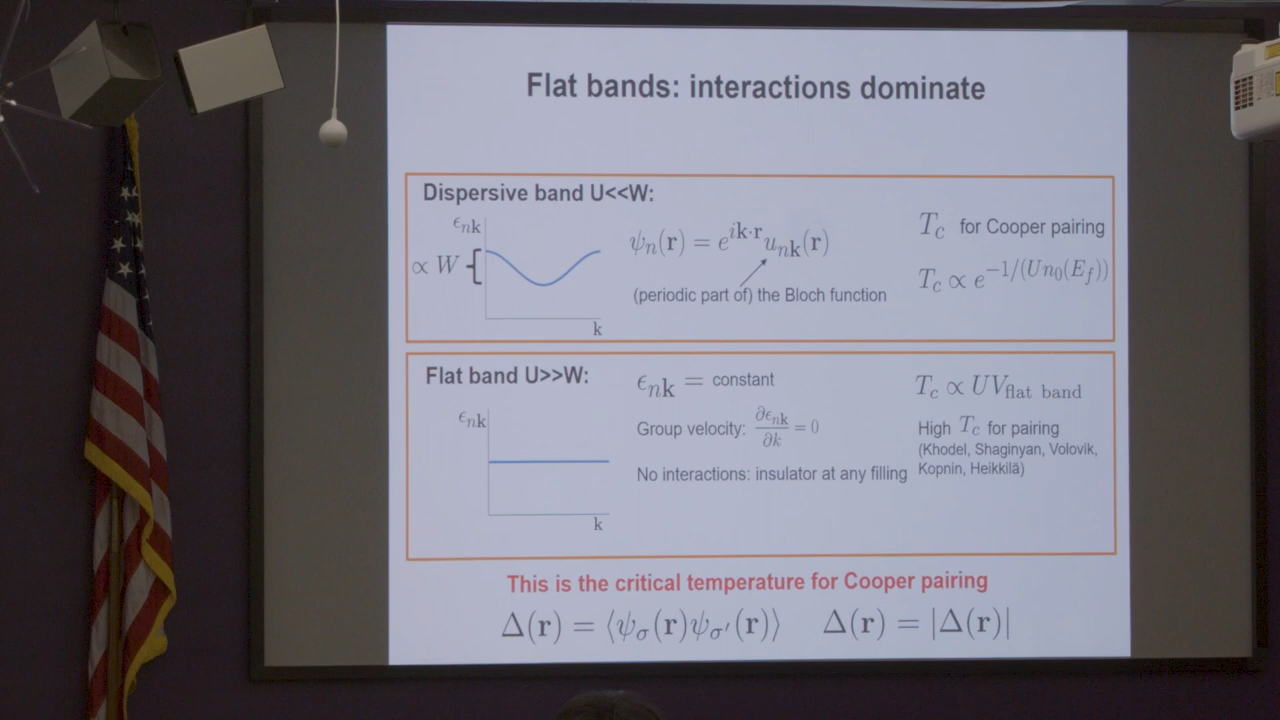 Flat bands: interactions dominate
Dispersive band U<<W:
ϵnk
∝ W
k
ψn(r) = e^{ik·r}unk(r)
(periodic part of) the Bloch function
Tc for Cooper pairing
Tc ∝ e^{−1/(Un0(Ef))}
Flat band U>>W:
ϵnk
k
ϵnk = constant
Group velocity: ∂ϵnk/∂k = 0
No interactions: insulator at any filling
Tc ∝ UVflat band
High Tc for pairing
(Khodel, Shaginyan, Volovik,
Kopnin, Heikkilä)
This is the critical temperature for Cooper pairing
Δ(r) = ⟨ψσ(r)ψσ′(r)⟩ Δ(r) = |Δ(r)|